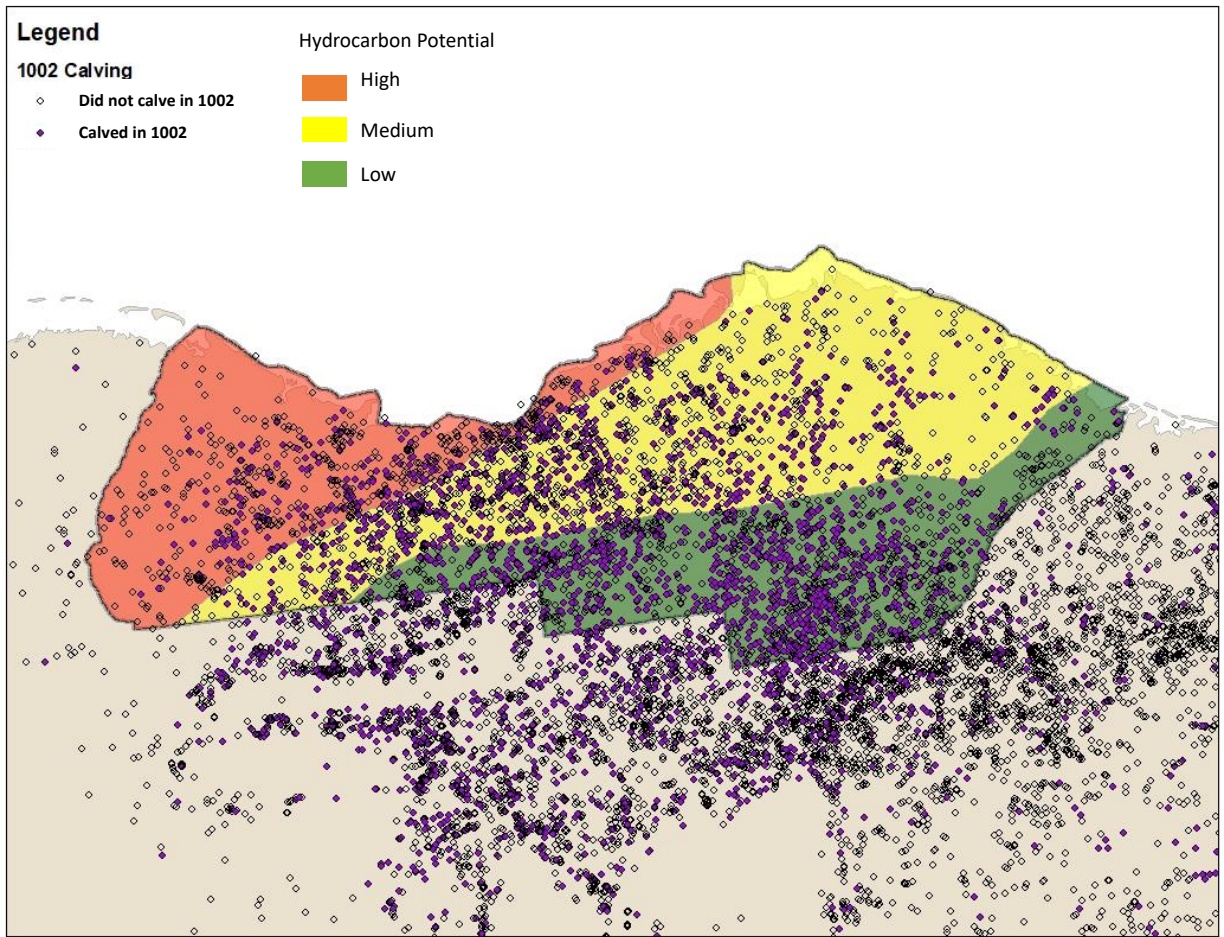 Legend
1002 Calving
Did not calve in 1002
Calved in 1002
Hydrocarbon Potential
High
Medium
Low